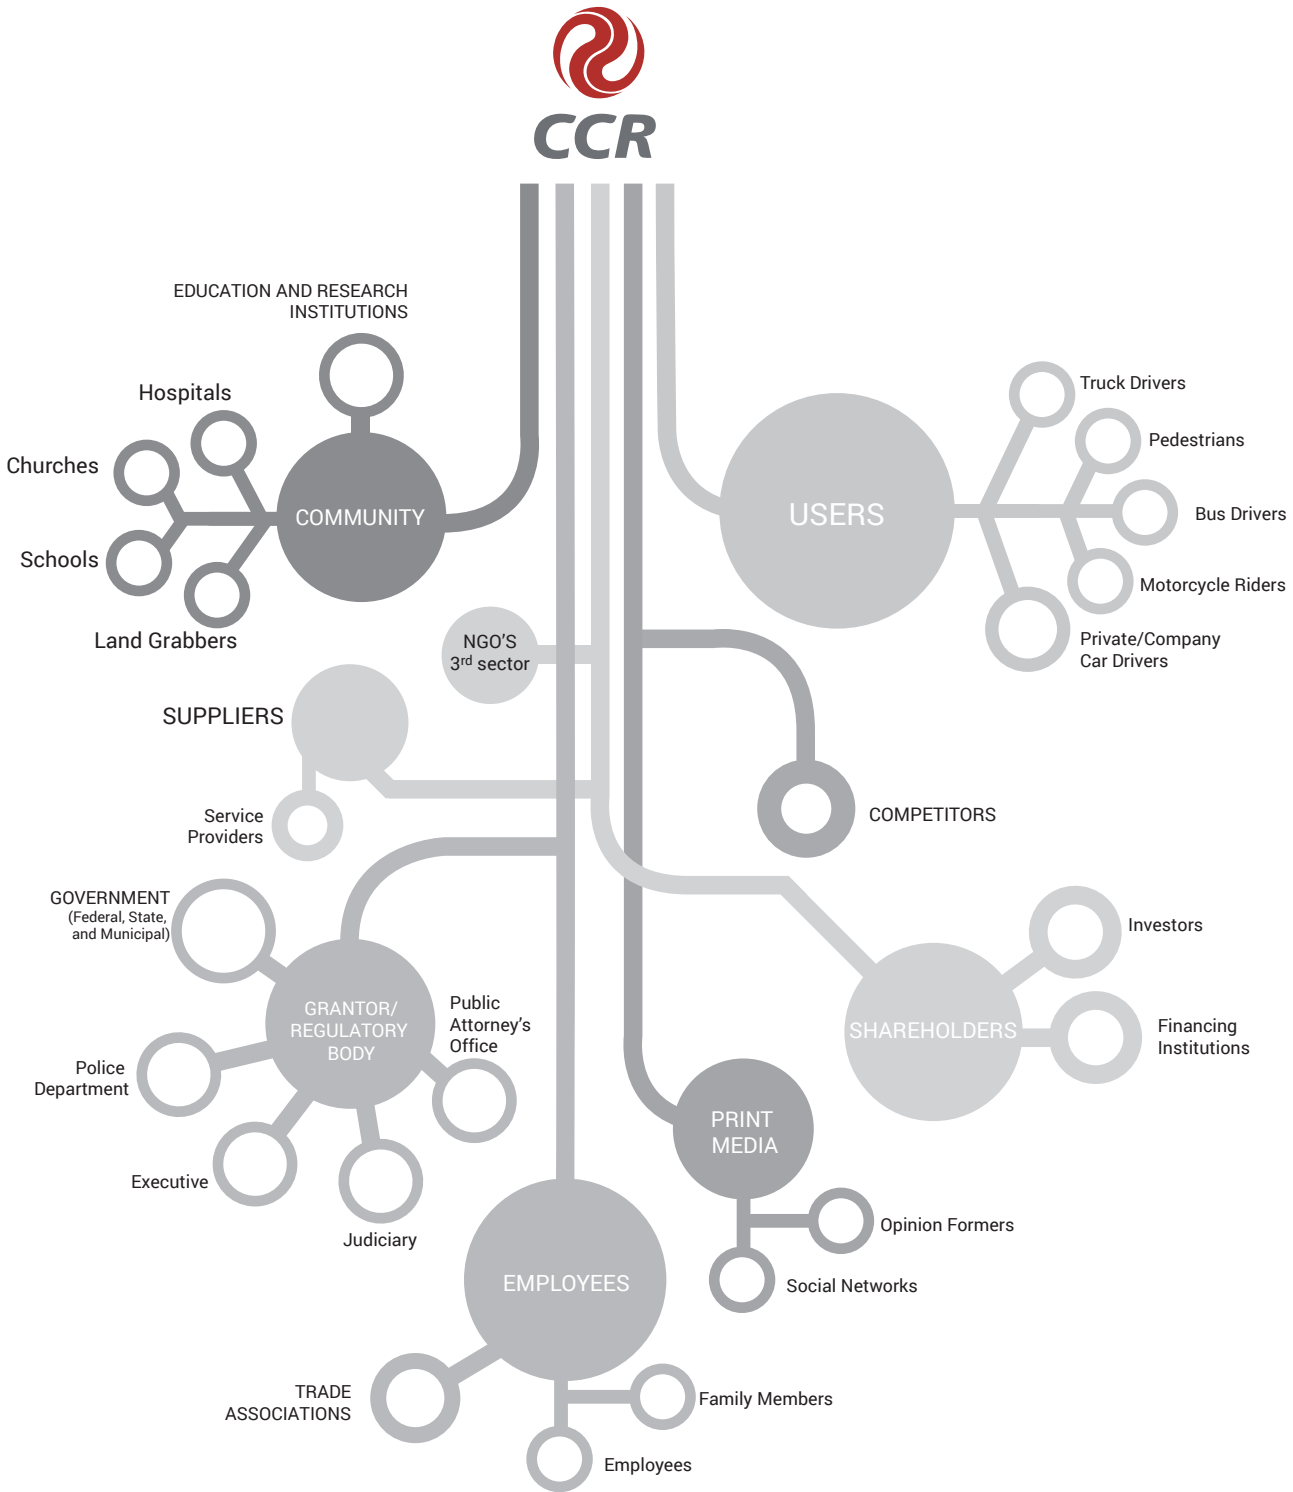 CCR
EDUCATION AND RESEARCH
INSTITUTIONS
Hospitals
Churches
COMMUNITY
Schools
Land Grabbers
Truck Drivers
Pedestrians
USERS
Bus Drivers
Motorcycle Riders
Private/Company
Car Drivers
NGO'S
3rd sector
SUPPLIERS
Service
Providers
COMPETITORS
GOVERNMENT
(Federal, State,
and Municipal)
GRANTOR/
REGULATORY
BODY
Public
Attorney's
Office
Police
Department
Executive
Judiciary
Investors
SHAREHOLDERS
Financing
Institutions
PRINT
MEDIA
Opinion Formers
Social Networks
EMPLOYEES
TRADE
ASSOCIATIONS
Family Members
Employees